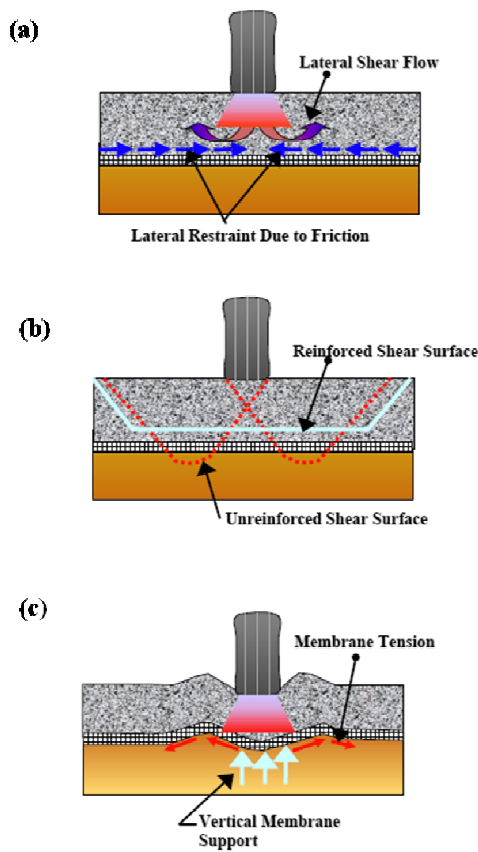 (a)
Lateral Shear Flow
Lateral Restraint Due to Friction
(b)
Reinforced Shear Surface
Unreinforced Shear Surface
(c)
Membrane Tension
Vertical Membrane
Support